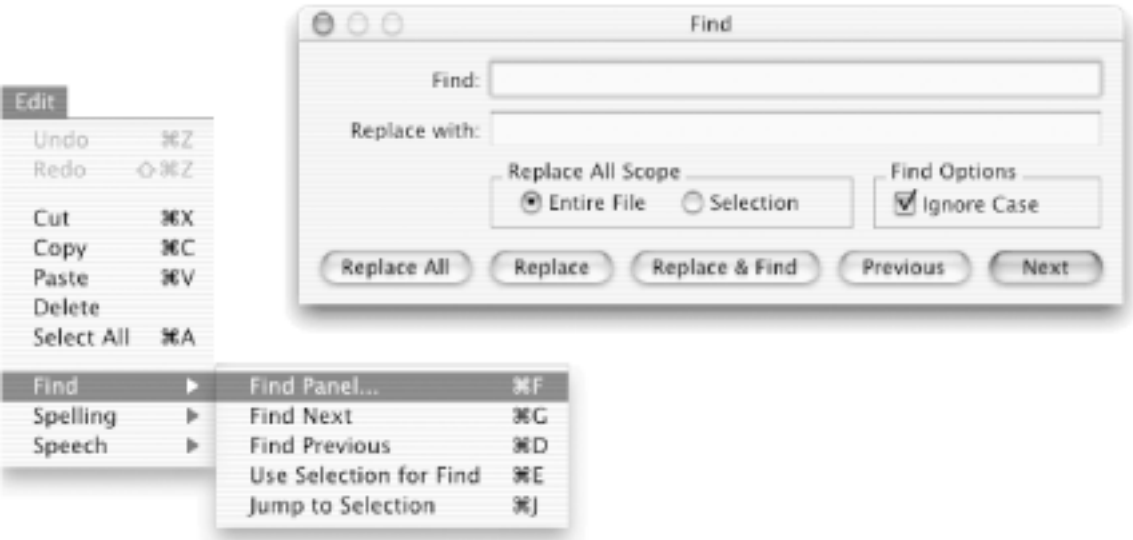 Edit
Undo ⌘Z
Redo ⇧⌘Z
Cut ⌘X
Copy ⌘C
Paste ⌘V
Delete
Select All ⌘A
Find ▶
Spelling ▶
Speech ▶
Find Panel... ⌘F
Find Next ⌘G
Find Previous ⌘D
Use Selection for Find ⌘E
Jump to Selection ⌘J
Find
Find:
Replace with:
Replace All Scope Find Options
Entire File Selection Ignore Case
Replace All Replace Replace & Find Previous Next